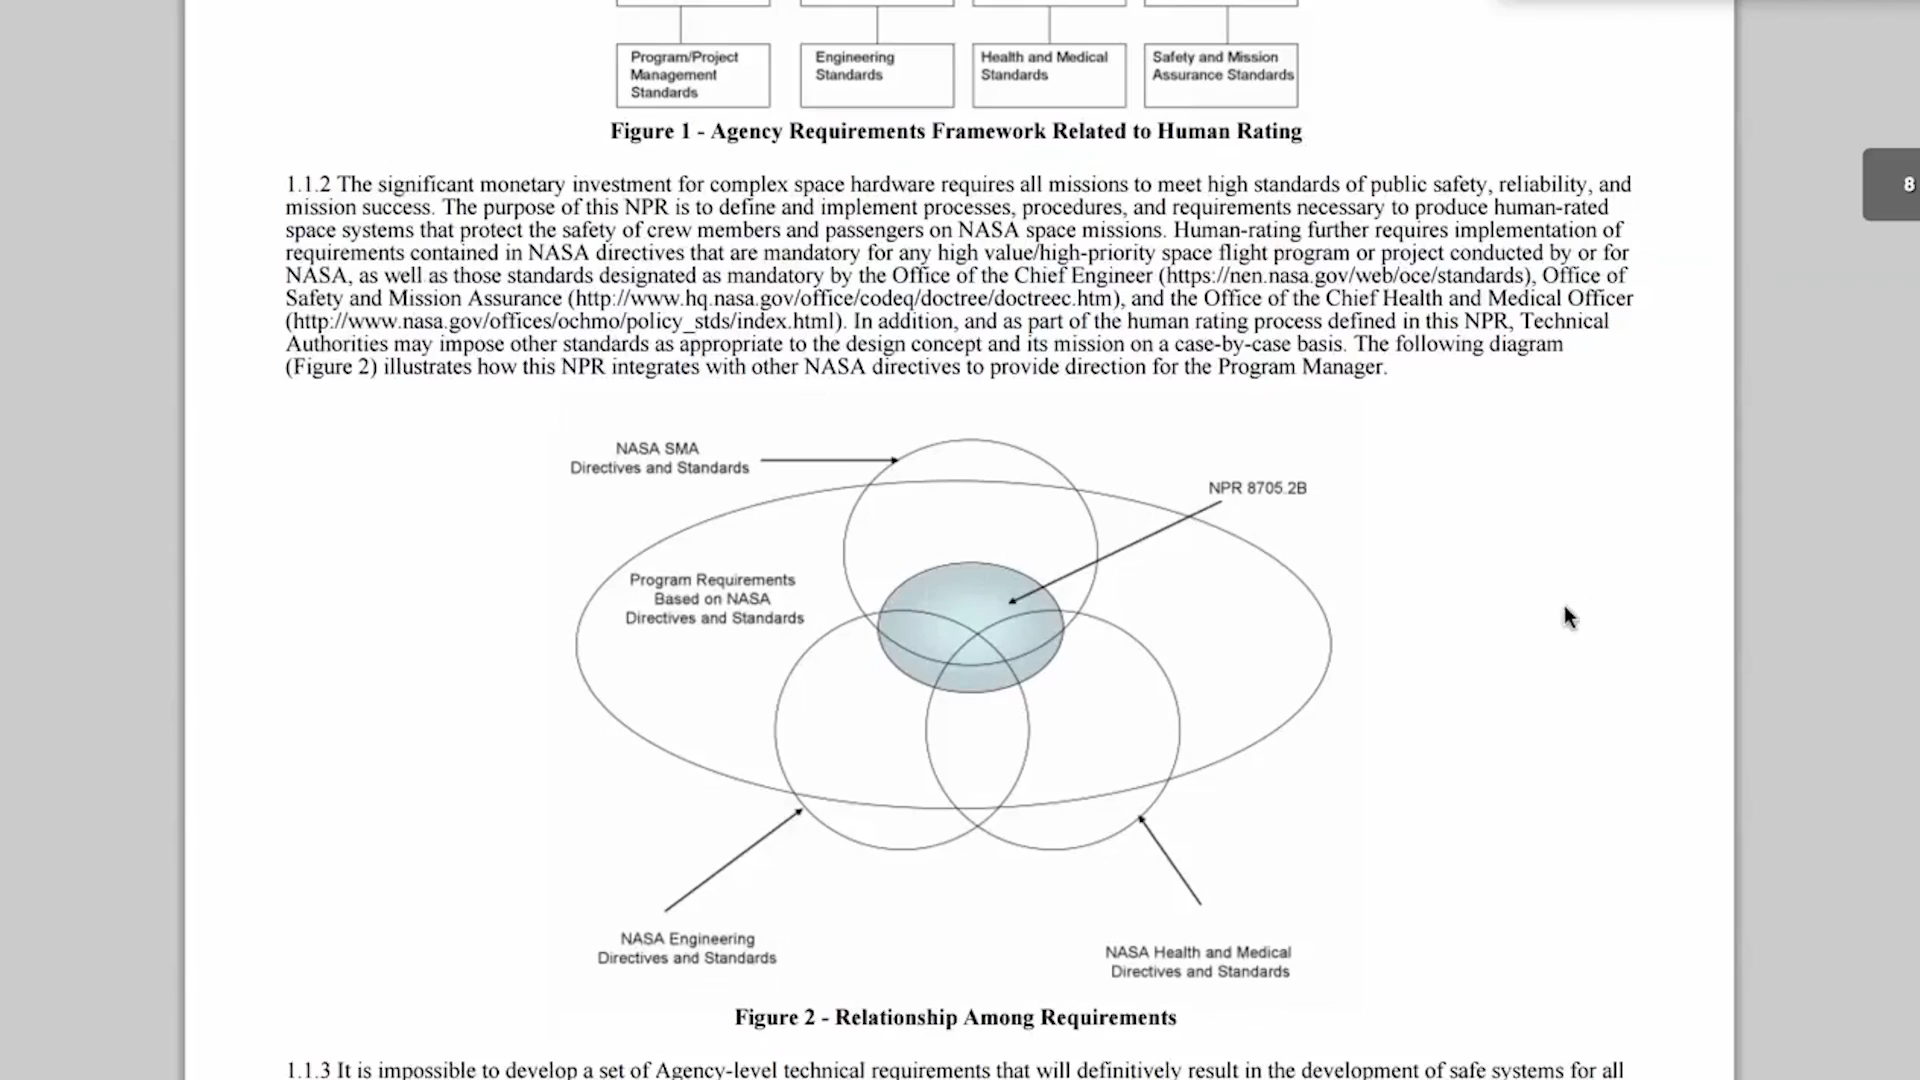 Program/Project
Management
Standards
Engineering
Standards
Health and Medical
Standards
Safety and Mission
Assurance Standards
Figure 1 - Agency Requirements Framework Related to Human Rating
8
1.1.2 The significant monetary investment for complex space hardware requires all missions to meet high standards of public safety, reliability, and
mission success. The purpose of this NPR is to define and implement processes, procedures, and requirements necessary to produce human-rated
space systems that protect the safety of crew members and passengers on NASA space missions. Human-rating further requires implementation of
requirements contained in NASA directives that are mandatory for any high value/high-priority space flight program or project conducted by or for
NASA, as well as those standards designated as mandatory by the Office of the Chief Engineer (https://nen.nasa.gov/web/oce/standards), Office of
Safety and Mission Assurance (http://www.hq.nasa.gov/office/codeq/doctree/doctreec.htm), and the Office of the Chief Health and Medical Officer
(http://www.nasa.gov/offices/ochmo/policy_stds/index.html). In addition, and as part of the human rating process defined in this NPR, Technical
Authorities may impose other standards as appropriate to the design concept and its mission on a case-by-case basis. The following diagram
(Figure 2) illustrates how this NPR integrates with other NASA directives to provide direction for the Program Manager.
NASA SMA
Directives and Standards
NPR 8705.2B
Program Requirements
Based on NASA
Directives and Standards
NASA Engineering
Directives and Standards
NASA Health and Medical
Directives and Standards
Figure 2 - Relationship Among Requirements
1.1.3 It is impossible to develop a set of Agency-level technical requirements that will definitively result in the development of safe systems for all